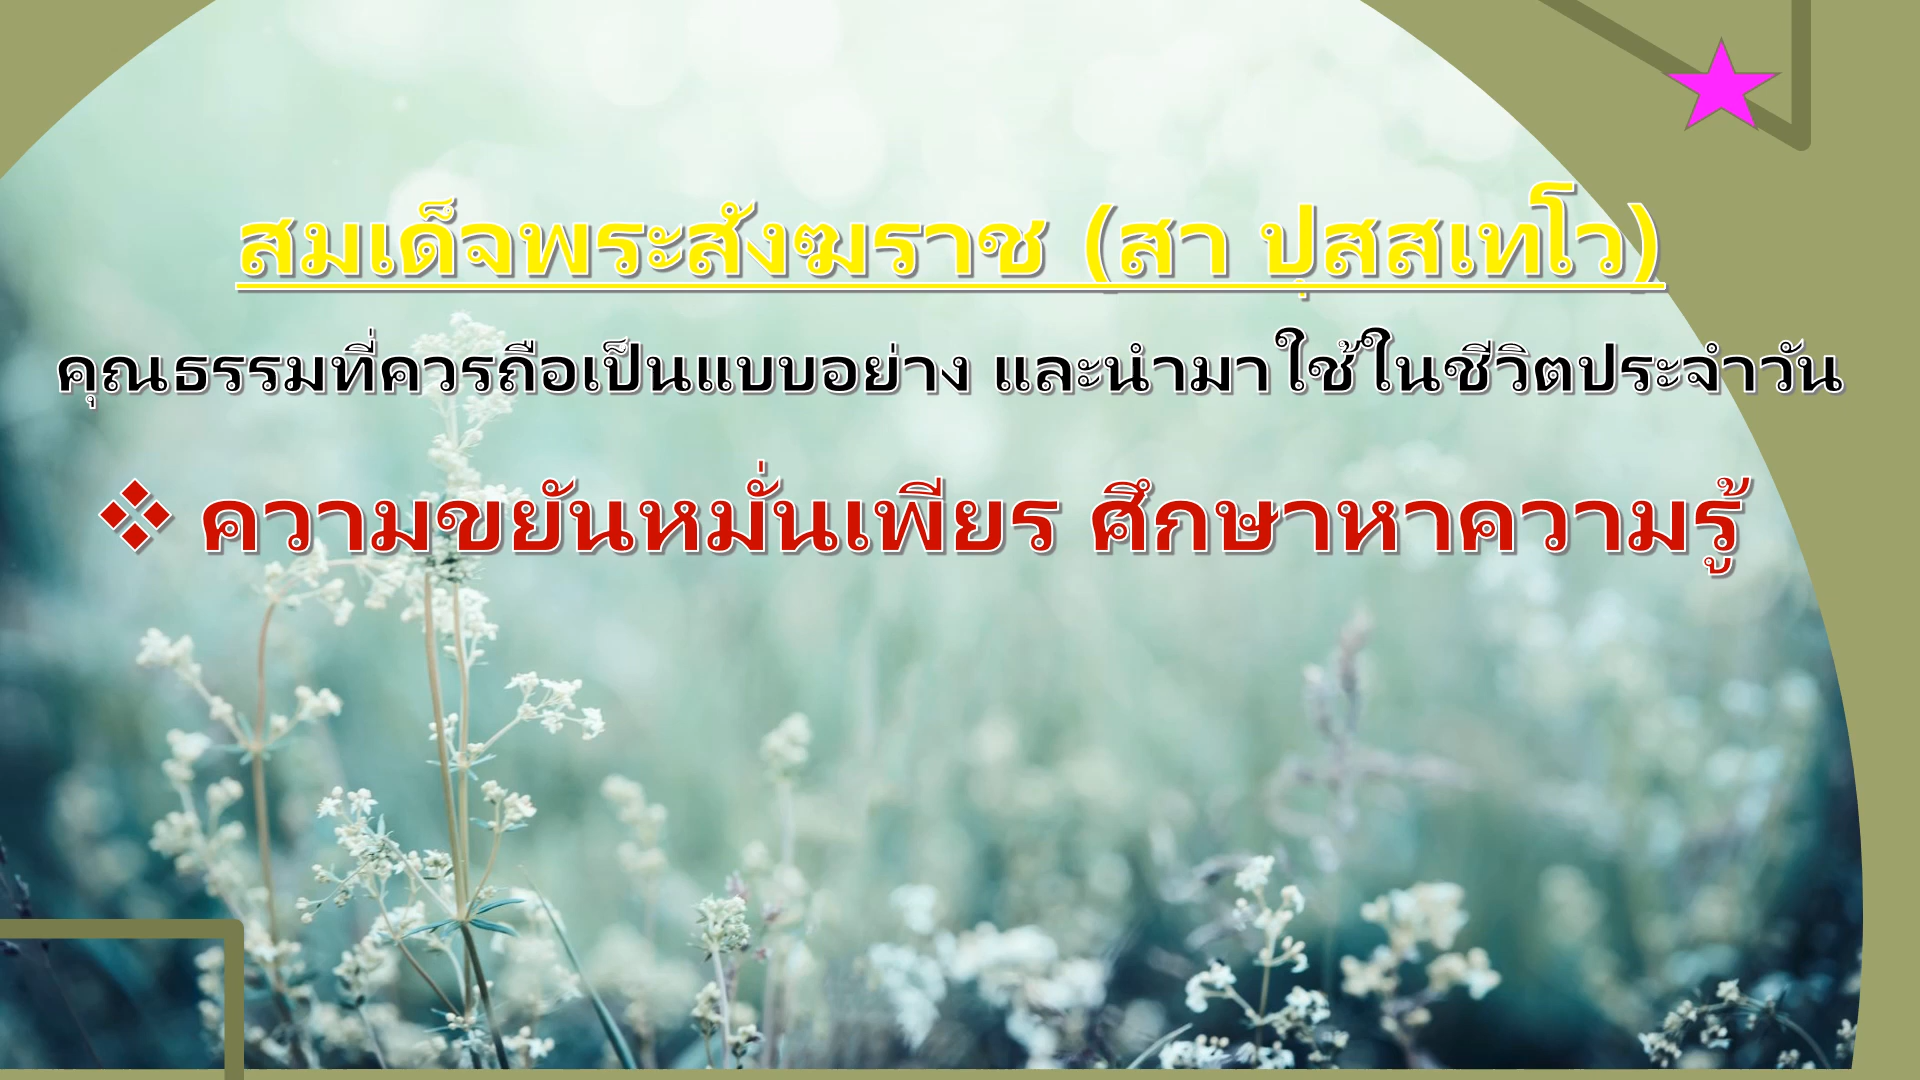 สมเด็จพระสังฆราช (สา ปุสสเทโว)
คุณธรรมที่ควรถือเป็นแบบอย่าง และนำมาใช้ในชีวิตประจำวัน
❖ ความขยันหมั่นเพียร ศึกษาหาความรู้